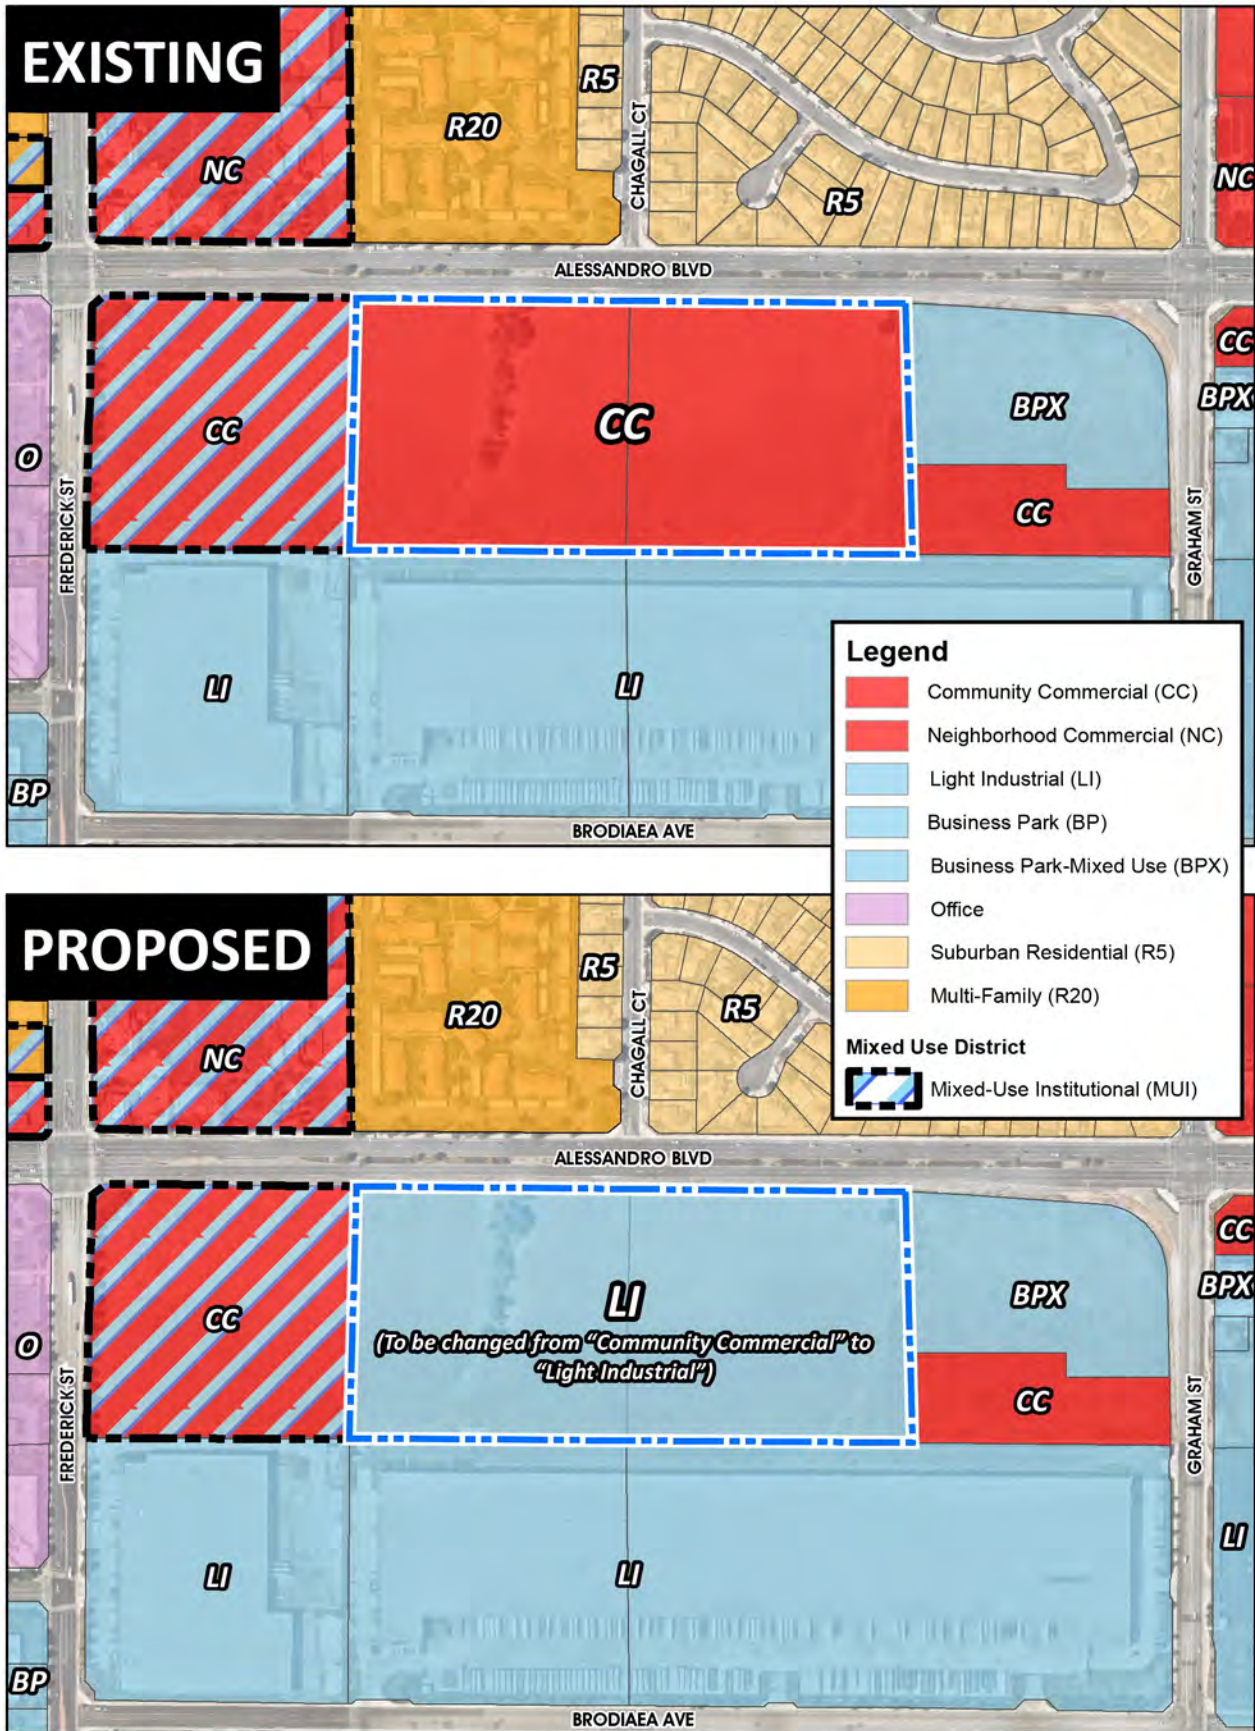 EXISTING
NC
R20
R5
CHAGALL CT
R5
NC
ALESSANDRO BLVD
CC
CC
BPX
CC
BPX
O
FREDERICK ST
CC
GRAHAM ST
LI
LI
BP
BRODIAEA AVE
Legend
Community Commercial (CC)
Neighborhood Commercial (NC)
Light Industrial (LI)
Business Park (BP)
Business Park-Mixed Use (BPX)
Office
Suburban Residential (R5)
Multi-Family (R20)
Mixed Use District
Mixed-Use Institutional (MUI)
PROPOSED
NC
R20
R5
CHAGALL CT
R5
ALESSANDRO BLVD
CC
LI
(To be changed from “Community Commercial” to
“Light Industrial”)
BPX
CC
BPX
O
FREDERICK ST
CC
GRAHAM ST
LI
LI
LI
BP
BRODIAEA AVE